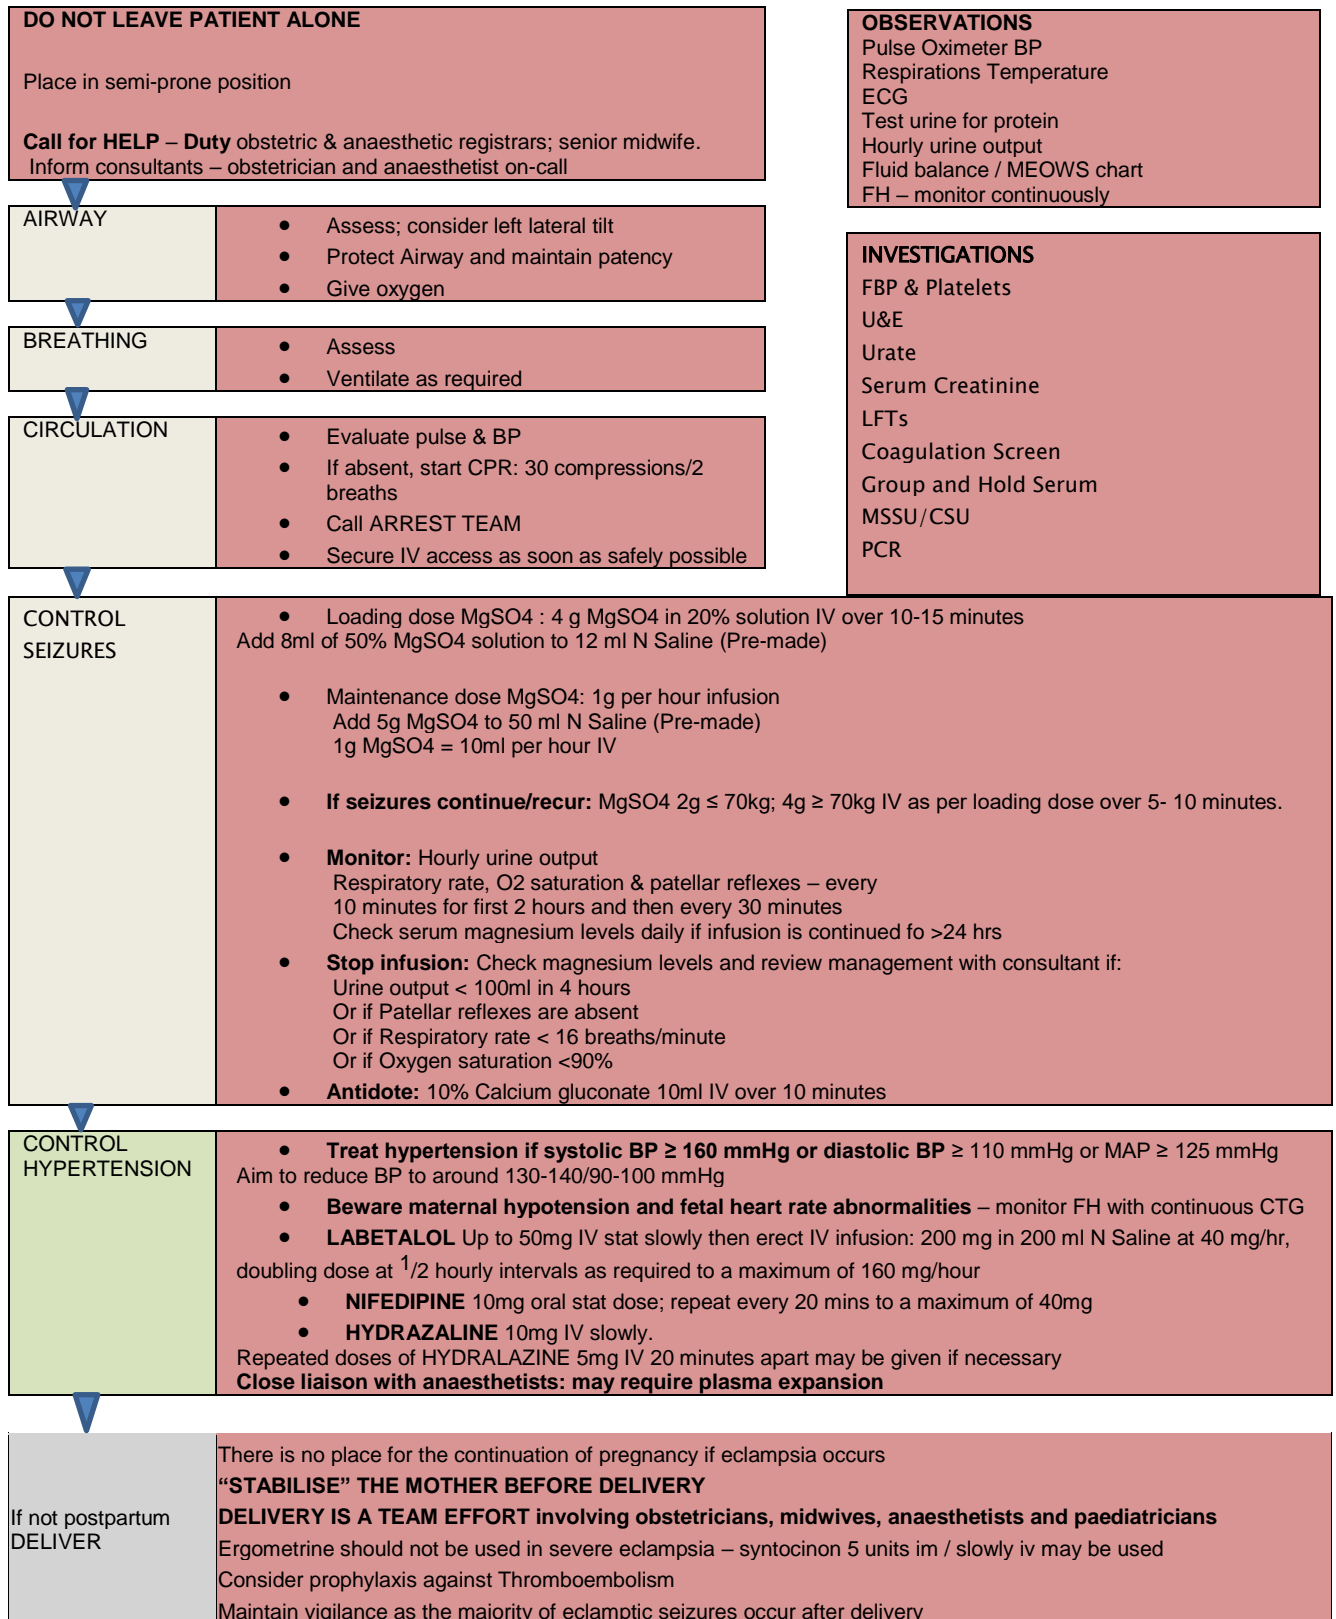 DO NOT LEAVE PATIENT ALONE
Place in semi-prone position
Call for HELP – Duty obstetric & anaesthetic registrars; senior midwife.
Inform consultants – obstetrician and anaesthetist on-call
OBSERVATIONS
Pulse Oximeter BP
Respirations Temperature
ECG
Test urine for protein
Hourly urine output
Fluid balance / MEOWS chart
FH – monitor continuously
AIRWAY
• Assess; consider left lateral tilt
• Protect Airway and maintain patency
• Give oxygen
BREATHING
• Assess
• Ventilate as required
CIRCULATION
• Evaluate pulse & BP
• If absent, start CPR: 30 compressions/2
breaths
• Call ARREST TEAM
• Secure IV access as soon as safely possible
INVESTIGATIONS
FBP & Platelets
U&E
Urate
Serum Creatinine
LFTs
Coagulation Screen
Group and Hold Serum
MSSU/CSU
PCR
CONTROL
SEIZURES
• Loading dose MgSO4 : 4 g MgSO4 in 20% solution IV over 10-15 minutes
Add 8ml of 50% MgSO4 solution to 12 ml N Saline (Pre-made)
• Maintenance dose MgSO4: 1g per hour infusion
Add 5g MgSO4 to 50 ml N Saline (Pre-made)
1g MgSO4 = 10ml per hour IV
• If seizures continue/recur: MgSO4 2g ≤ 70kg; 4g ≥ 70kg IV as per loading dose over 5- 10 minutes.
• Monitor: Hourly urine output
Respiratory rate, O2 saturation & patellar reflexes – every
10 minutes for first 2 hours and then every 30 minutes
Check serum magnesium levels daily if infusion is continued fo >24 hrs
• Stop infusion: Check magnesium levels and review management with consultant if:
Urine output < 100ml in 4 hours
Or if Patellar reflexes are absent
Or if Respiratory rate < 16 breaths/minute
Or if Oxygen saturation <90%
• Antidote: 10% Calcium gluconate 10ml IV over 10 minutes
CONTROL
HYPERTENSION
• Treat hypertension if systolic BP ≥ 160 mmHg or diastolic BP ≥ 110 mmHg or MAP ≥ 125 mmHg
Aim to reduce BP to around 130-140/90-100 mmHg
• Beware maternal hypotension and fetal heart rate abnormalities – monitor FH with continuous CTG
• LABETALOL Up to 50mg IV stat slowly then erect IV infusion: 200 mg in 200 ml N Saline at 40 mg/hr,
doubling dose at 1/2 hourly intervals as required to a maximum of 160 mg/hour
• NIFEDIPINE 10mg oral stat dose; repeat every 20 mins to a maximum of 40mg
• HYDRAZALINE 10mg IV slowly.
Repeated doses of HYDRALAZINE 5mg IV 20 minutes apart may be given if necessary
Close liaison with anaesthetists: may require plasma expansion
If not postpartum
DELIVER
There is no place for the continuation of pregnancy if eclampsia occurs
“STABILISE” THE MOTHER BEFORE DELIVERY
DELIVERY IS A TEAM EFFORT involving obstetricians, midwives, anaesthetists and paediatricians
Ergometrine should not be used in severe eclampsia – syntocinon 5 units im / slowly iv may be used
Consider prophylaxis against Thromboembolism
Maintain vigilance as the majority of eclamptic seizures occur after delivery